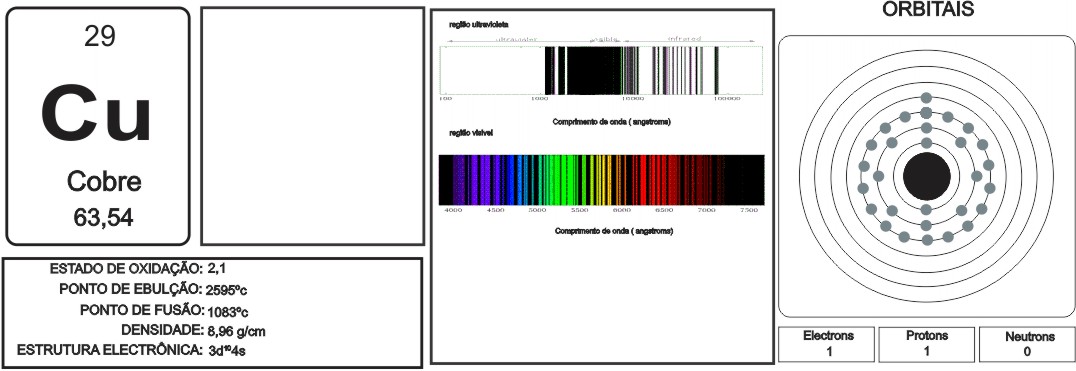 29
Cu
Cobre
63,54
ESTADO DE OXIDAÇÃO: 2,1
PONTO DE EBULÇÃO: 2595ºc
PONTO DE FUSÃO: 1083ºc
DENSIDADE: 8,96 g/cm
ESTRUTURA ELECTRÔNICA: 3d¹⁰4s
região ultravioleta
ultraviolet visible infrared
100 1000 10000 100000
Comprimento de onda ( angstroms)
região visível
4000 4500 5000 5500 6000 6500 7000 7500
Comprimento de onda ( angstroms)
ORBITAIS
Electrons
1
Protons
1
Neutrons
0